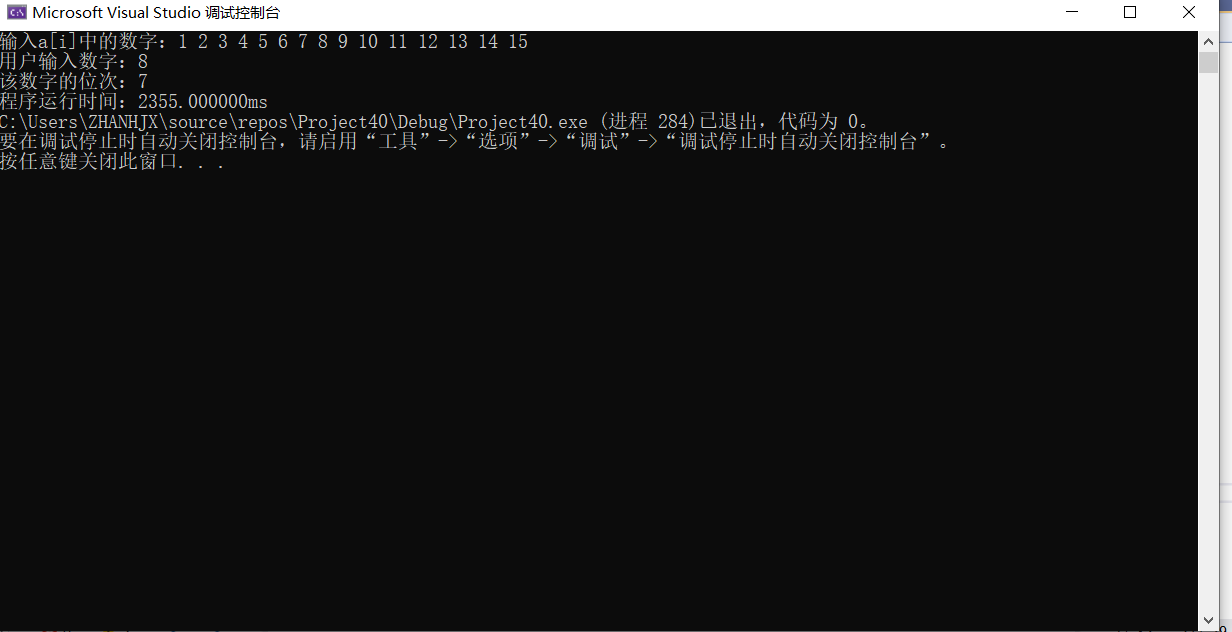 Microsoft Visual Studio 调试控制台
输入a[i]中的数字：1 2 3 4 5 6 7 8 9 10 11 12 13 14 15
用户输入数字：8
该数字的位次：7
程序运行时间：2355.000000ms
C:\Users\ZHANHJX\source\repos\Project40\Debug\Project40.exe (进程 284)已退出，代码为 0。
要在调试停止时自动关闭控制台，请启用“工具”->“选项”->“调试”->“调试停止时自动关闭控制台”。
按任意键关闭此窗口. . .